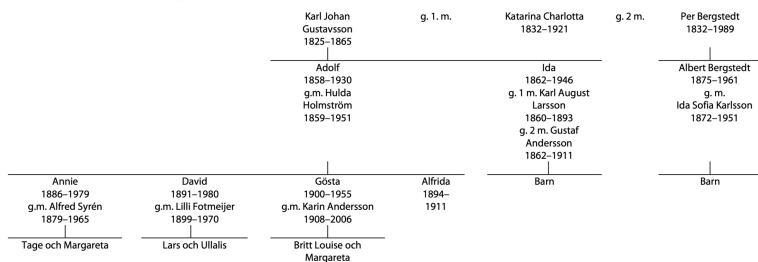 Karl Johan
Gustavsson
1825–1865
g. 1. m.
Katarina Charlotta
1832–1921
g. 2 m.
Per Bergstedt
1832–1989
Adolf
1858–1930
g.m. Hulda
Holmström
1859–1951
Ida
1862–1946
g. 1 m. Karl August
Larsson
1860–1893
g. 2 m. Gustaf
Andersson
1862–1911
Albert Bergstedt
1875–1961
g. m.
Ida Sofia Karlsson
1872–1951
Annie
1886–1979
g.m. Alfred Syrén
1879–1965
David
1891–1980
g.m. Lilli Fotmeijer
1899–1970
Gösta
1900–1955
g.m. Karin Andersson
1908–2006
Alfrida
1894–
1911
Barn
Barn
Tage och Margareta
Lars och Ullalis
Britt Louise och
Margareta